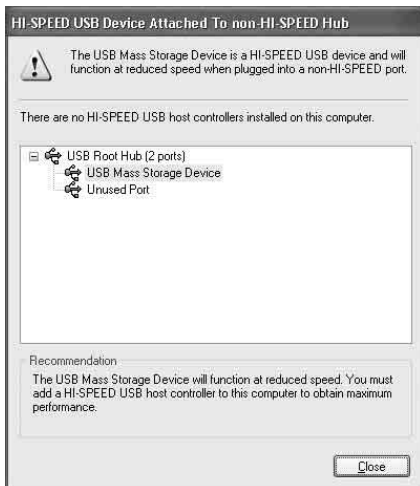 HI-SPEED USB Device Attached To non-HI-SPEED Hub
The USB Mass Storage Device is a HI-SPEED USB device and will
function at reduced speed when plugged into a non-HI-SPEED port.
There are no HI-SPEED USB host controllers installed on this computer.
USB Root Hub (2 ports)
USB Mass Storage Device
Unused Port
Recommendation
The USB Mass Storage Device will function at reduced speed. You must
add a HI-SPEED USB host controller to this computer to obtain maximum
performance.
Close